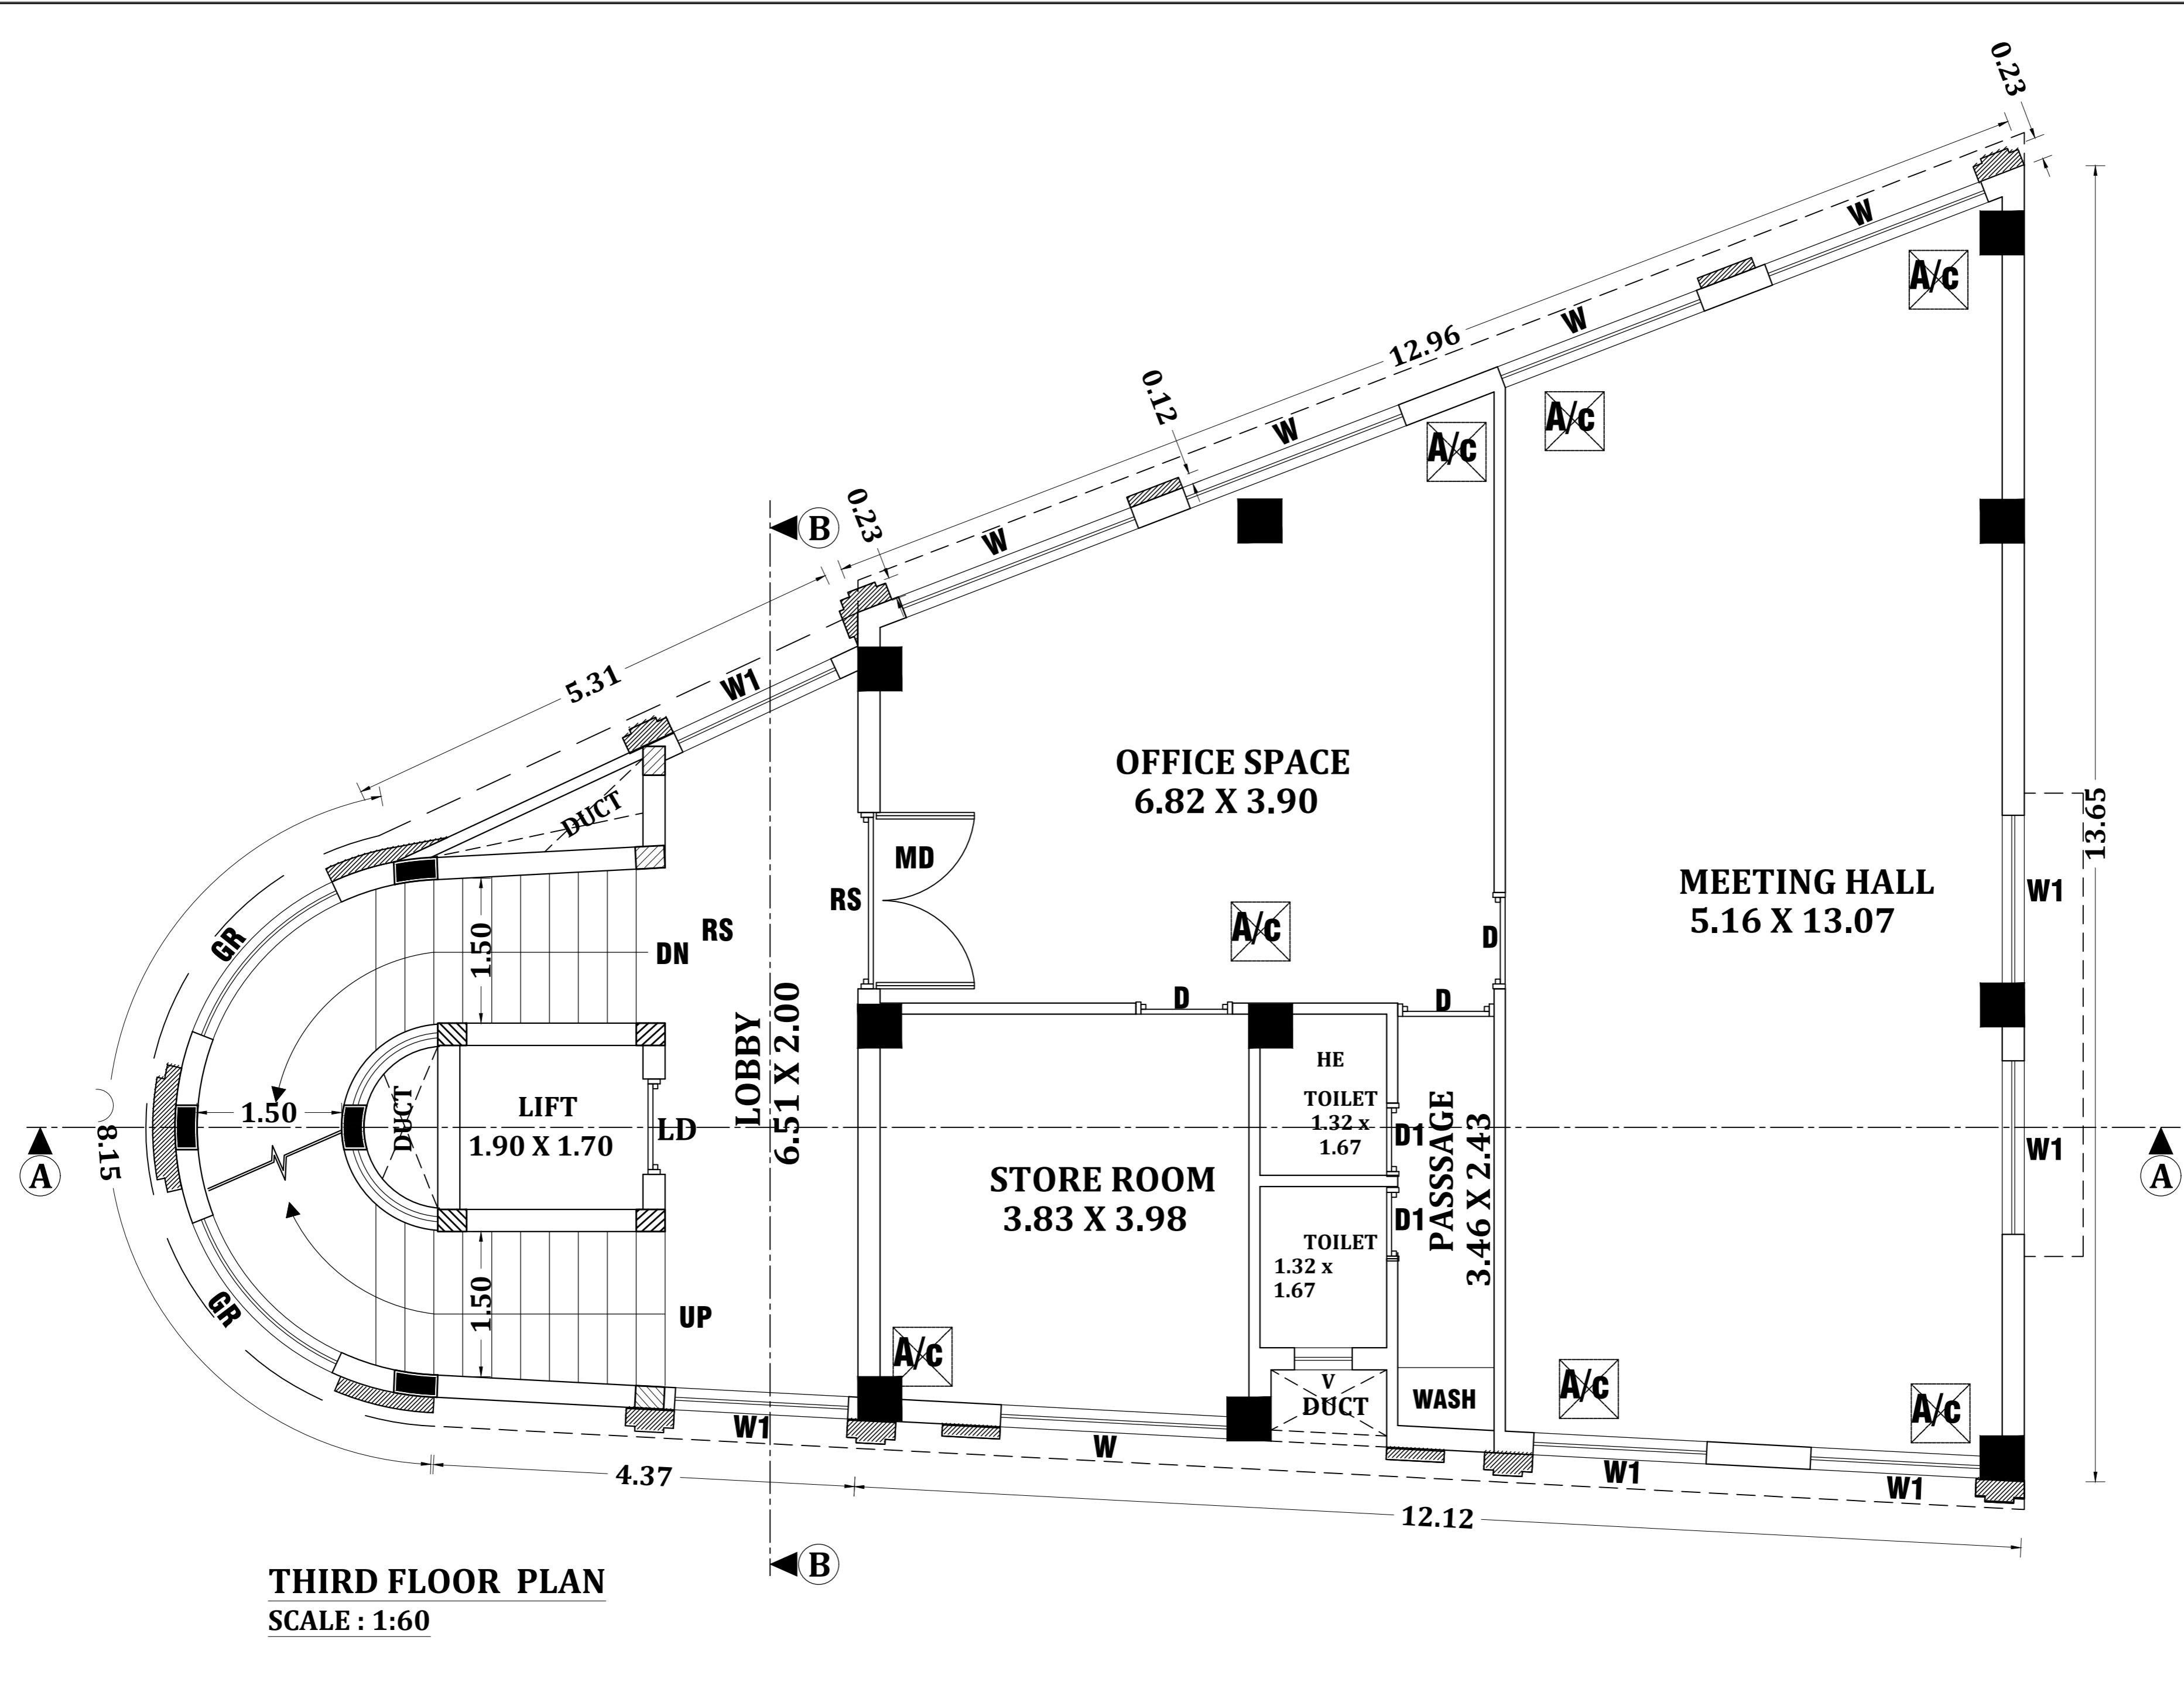 0.23
W
A/c
W
12.96
A/c
0.12
W
A/c
B
0.23
W
5.31
W1
OFFICE SPACE
6.82 X 3.90
DUCT
13.65
MD
RS
MEETING HALL
5.16 X 13.07
W1
GR
1.50
DN
RS
A/c
D
D
D
LOBBY
6.51 X 2.00
HE
TOILET
1.32 x
1.67
1.50
DUCT
LIFT
1.90 X 1.70
LD
D1
PASSSAGE
3.46 X 2.43
W1
8.15
A
A
STORE ROOM
3.83 X 3.98
D1
TOILET
1.32 x
1.67
GR
1.50
UP
A/c
V
DUCT
WASH
A/c
A/c
W1
W
W1
W1
4.37
12.12
B
THIRD FLOOR PLAN
SCALE : 1:60